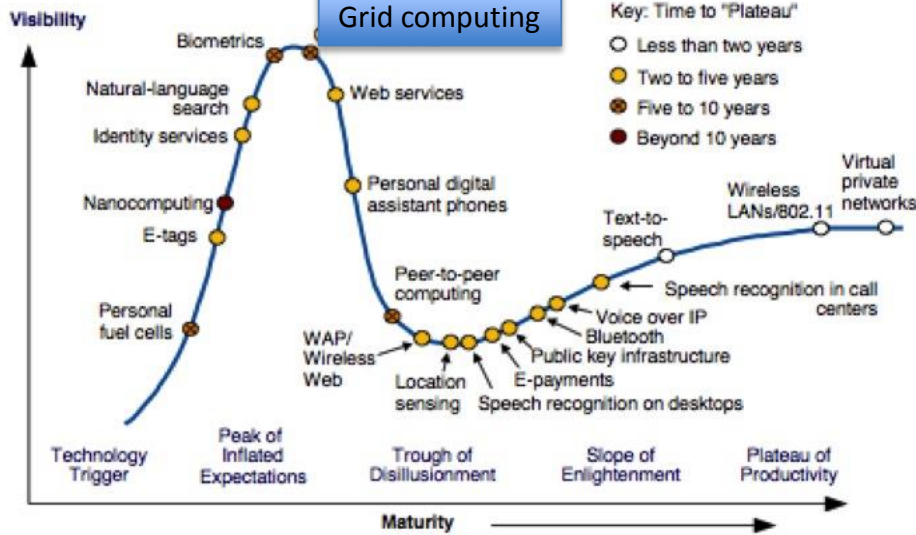 Visibility
Grid computing
Key: Time to "Plateau"
Less than two years
Two to five years
Five to 10 years
Beyond 10 years
Biometrics
Natural-language
search
Identity services
Nanocomputing
E-tags
Personal
fuel cells
Web services
Personal digital
assistant phones
Peer-to-peer
computing
WAP/
Wireless
Web
Location
sensing
Speech recognition on desktops
E-payments
Public key infrastructure
Bluetooth
Voice over IP
Speech recognition in call
centers
Text-to-
speech
Wireless
LANs/802.11
Virtual
private
networks
Technology
Trigger
Peak of
Inflated
Expectations
Trough of
Disillusionment
Slope of
Enlightenment
Plateau of
Productivity
Maturity